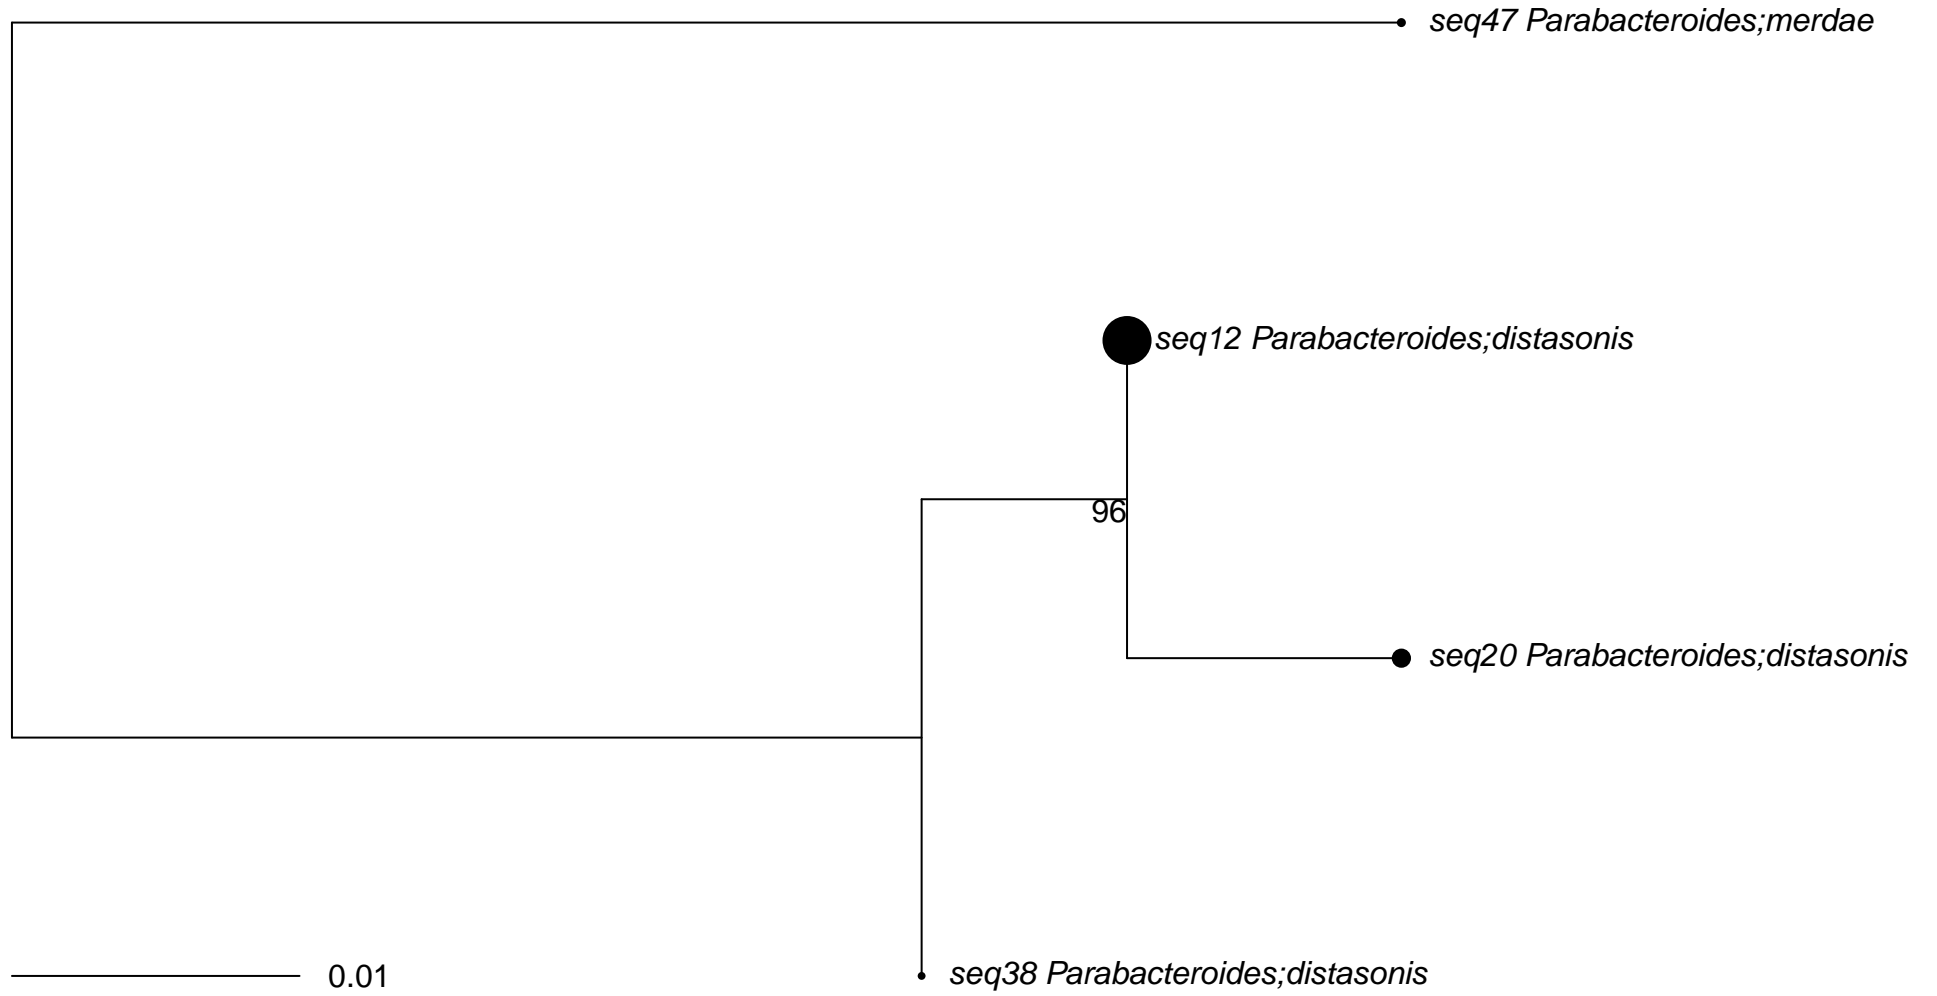 seq47 Parabacteroides;merdae
seq12 Parabacteroides;distasonis
96
seq20 Parabacteroides;distasonis
seq38 Parabacteroides;distasonis
0.01